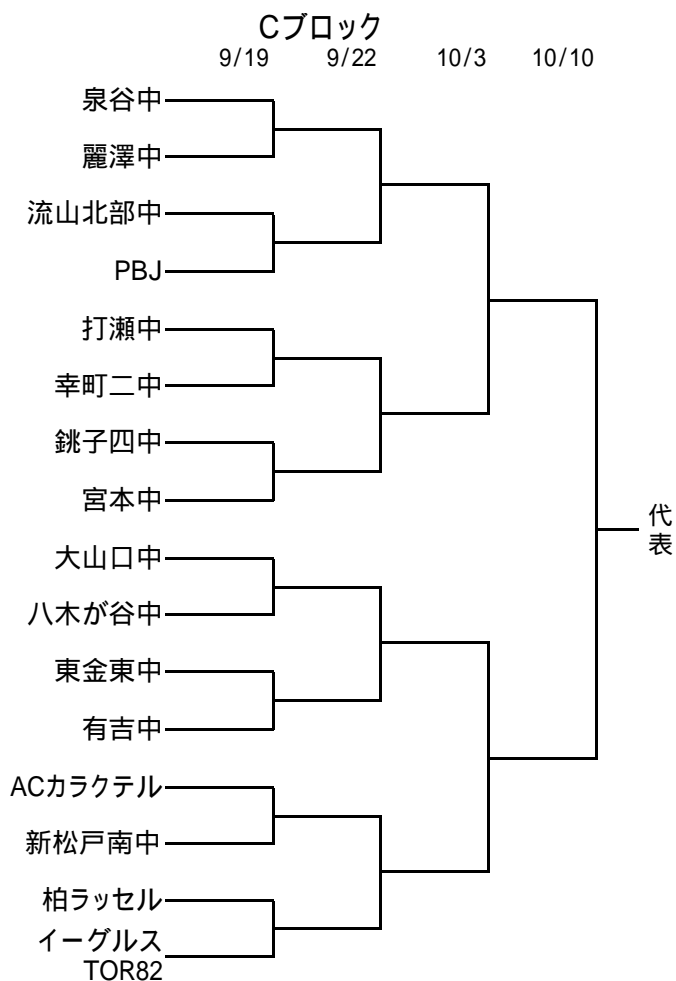 Cブロック
9/19 9/22 10/3 10/10
泉谷中
麗澤中
流山北部中
PBJ
打瀬中
幸町二中
銚子四中
宮本中
代表
大山口中
八木が谷中
東金東中
有吉中
ACカラクテル
新松戸南中
柏ラッセル
イーグルス
TOR82